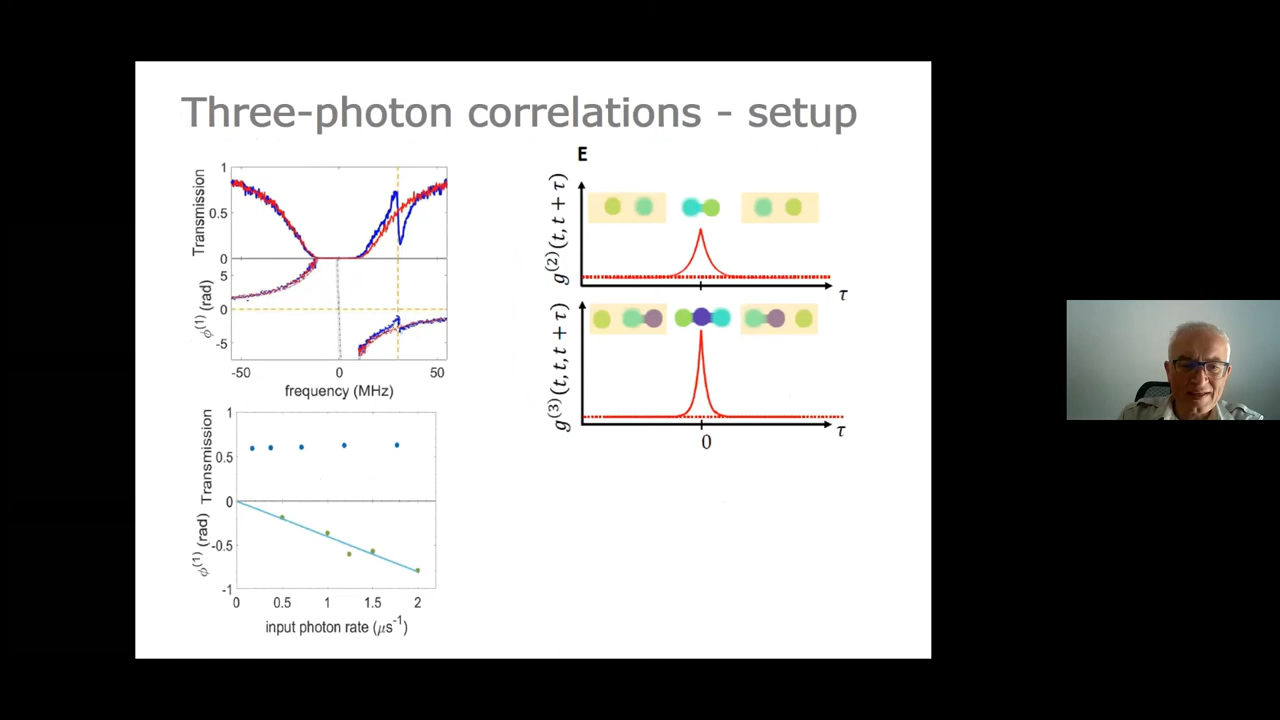 Three-photon correlations - setup
1
Transmission
0.5
0
5
ϕ(1) (rad)
0
-5
-50
0
50
frequency (MHz)
1
Transmission
0.5
0
ϕ(1) (rad)
-0.5
-1
0
0.5
1
1.5
2
input photon rate (μs-1)
E
g(2)(t, t + τ)
τ
g(3)(t, t, t + τ)
τ
0